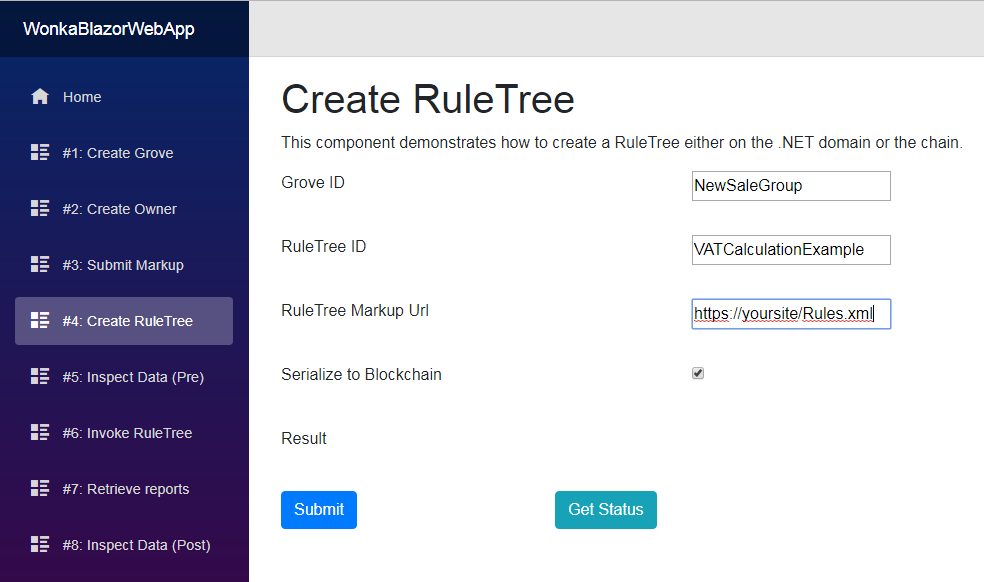 WonkaBlazorWebApp
Home
#1: Create Grove
#2: Create Owner
#3: Submit Markup
#4: Create RuleTree
#5: Inspect Data (Pre)
#6: Invoke RuleTree
#7: Retrieve reports
#8: Inspect Data (Post)
Create RuleTree
This component demonstrates how to create a RuleTree either on the .NET domain or the chain.
Grove ID NewSaleGroup
RuleTree ID VATCalculationExample
RuleTree Markup Url https://yoursite/Rules.xml
Serialize to Blockchain
Result
Submit Get Status